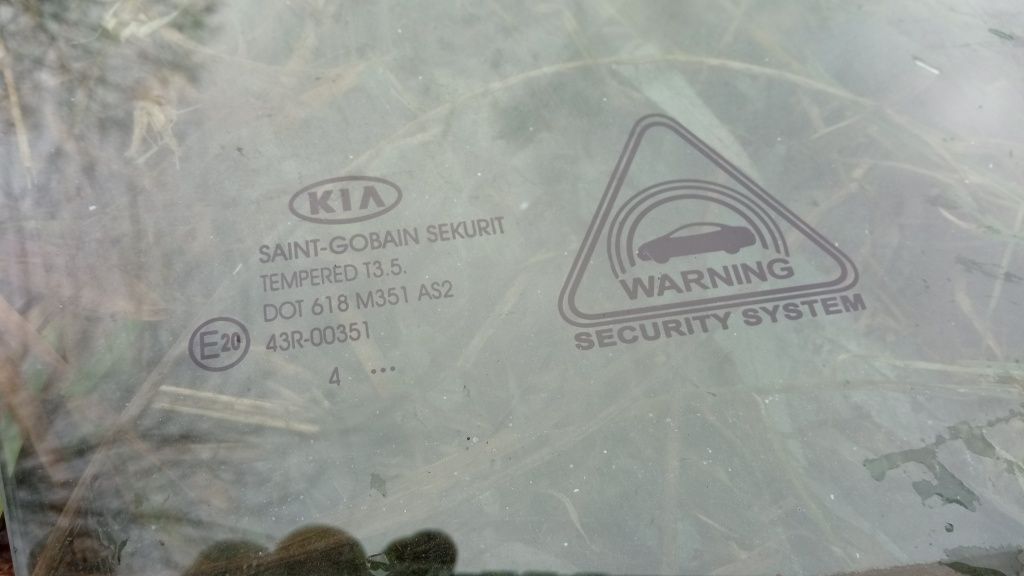 KIA
SAINT-GOBAIN SEKURIT
TEMPERED T3.5.
DOT 618 M351 AS2
E20 43R-00351
4 ...
WARNING
SECURITY SYSTEM